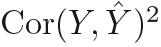 Cor(Y, Ŷ)²